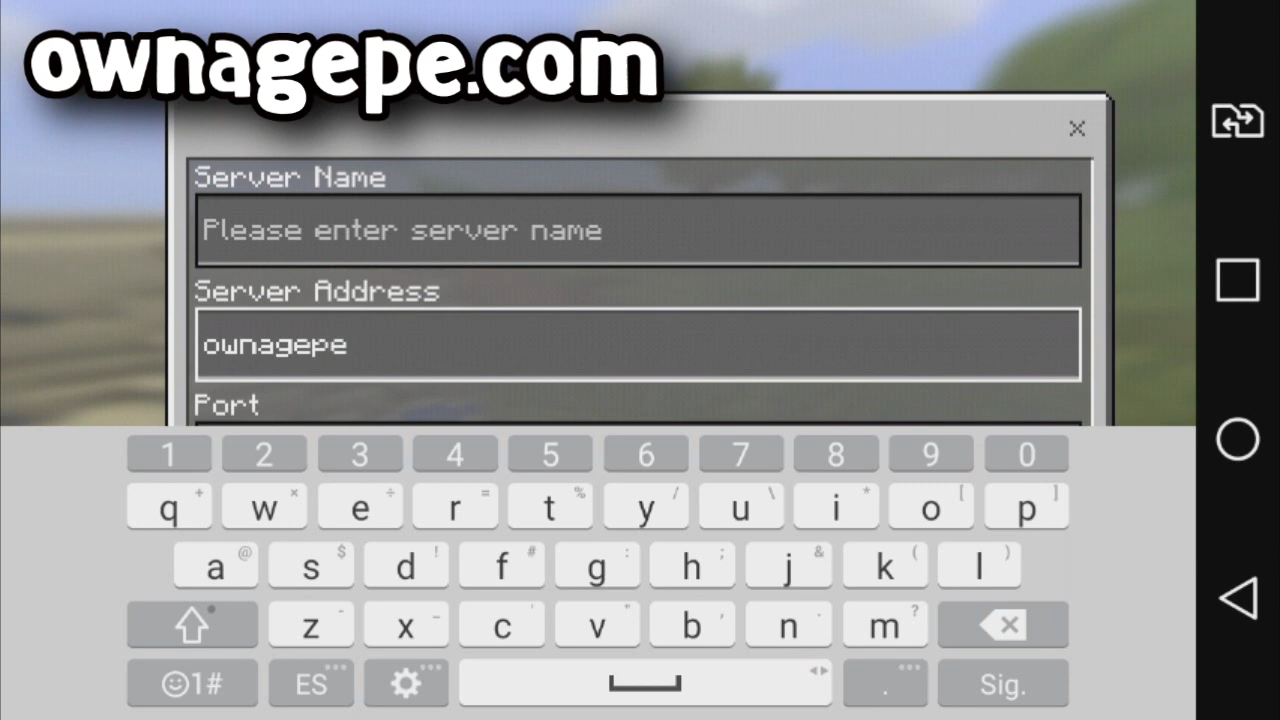 ownagepe.com
Server Name
Please enter server name
Server Address
ownagepe
Port
1 2 3 4 5 6 7 8 9 0
q + w × e ÷ r = t % y / u \ i * o [ p ]
a @ s $ d ! f # g : h ; j & k ( l )
z - x _ c ' v " b , n . m ?
1# ES . Sig.